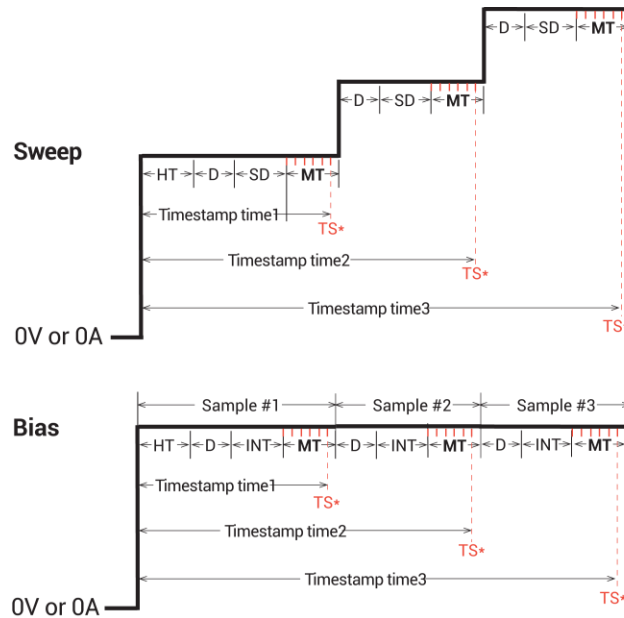 D SD MT
D SD MT
Sweep
HT D SD MT
Timestamp time1
TS*
Timestamp time2
TS*
Timestamp time3
TS*
0V or 0A
Sample #1 Sample #2 Sample #3
Bias
HT D INT MT D INT MT D INT MT
Timestamp time1
TS*
Timestamp time2
TS*
Timestamp time3
TS*
0V or 0A